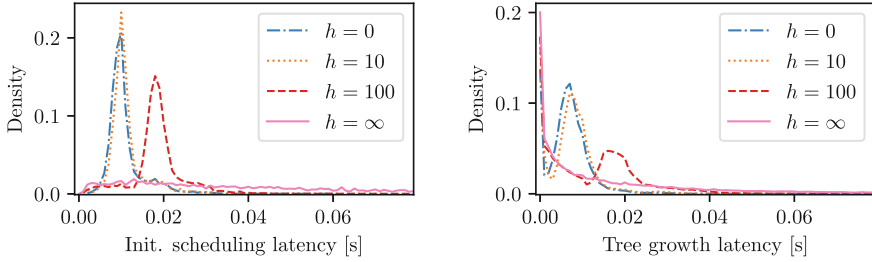 Density
0.2
0.1
0.0
0.00
0.02
0.04
0.06
Init. scheduling latency [s]
h = 0
h = 10
h = 100
h = ∞
Density
0.2
0.1
0.0
0.00
0.02
0.04
0.06
Tree growth latency [s]
h = 0
h = 10
h = 100
h = ∞